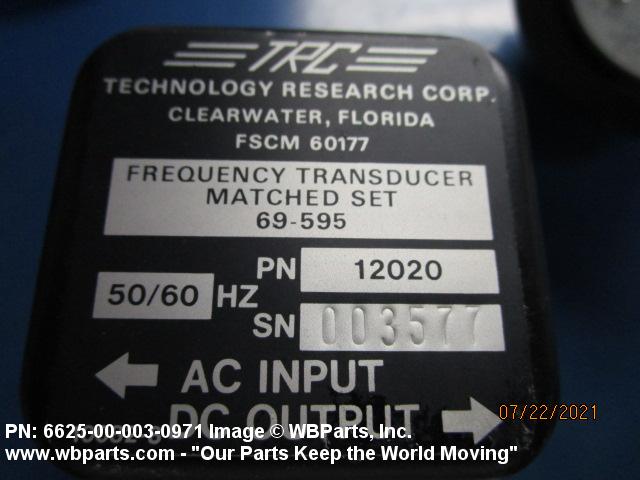 TRC
TECHNOLOGY RESEARCH CORP.
CLEARWATER, FLORIDA
FSCM 60177
FREQUENCY TRANSDUCER
MATCHED SET
69-595
PN 12020
50/60 HZ
SN 003577
AC INPUT
DC OUTPUT
07/22/2021
PN: 6625-00-003-0971 Image © WBParts, Inc.
www.wbparts.com - "Our Parts Keep the World Moving"